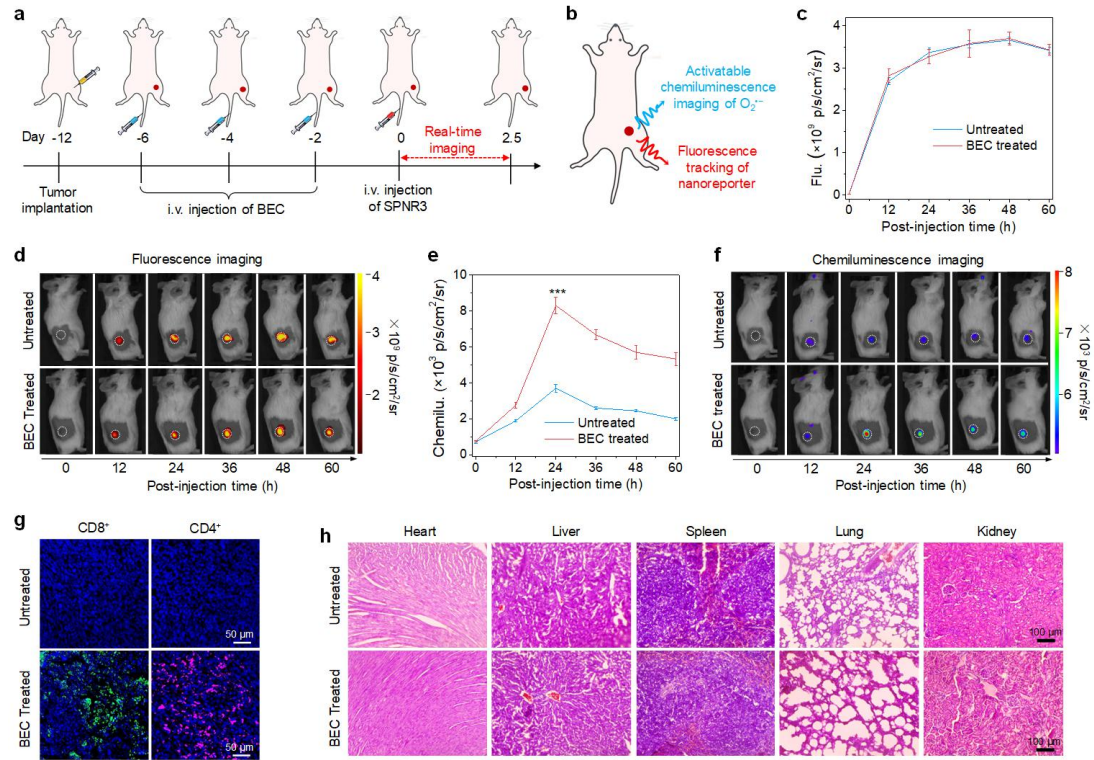 a
Day -12 -6 -4 -2 0 2.5
Real-time
imaging
Tumor
implantation
i.v. injection of BEC
i.v. injection
of SPNR3
b
Activatable
chemiluminescence
imaging of O₂•−
Fluorescence
tracking of
nanoreporter
c
Flu. (×10⁹ p/s/cm²/sr)
4
3
2
1
0
Untreated
BEC treated
0 12 24 36 48 60
Post-injection time (h)
d
Fluorescence imaging
Untreated
BEC Treated
4
3
2
×10⁹ p/s/cm²/sr
0 12 24 36 48 60
Post-injection time (h)
e
Chemilu. (×10³ p/s/cm²/sr)
10
8
6
4
2
0
***
Untreated
BEC treated
0 12 24 36 48 60
Post-injection time (h)
f
Chemiluminescence imaging
Untreated
BEC treated
8
7
6
×10³ p/s/cm²/sr
0 12 24 36 48 60
Post-injection time (h)
g
CD8⁺ CD4⁺
Untreated
50 µm
BEC Treated
50 µm
h
Heart Liver Spleen Lung Kidney
Untreated
100 µm
BEC Treated
100 µm